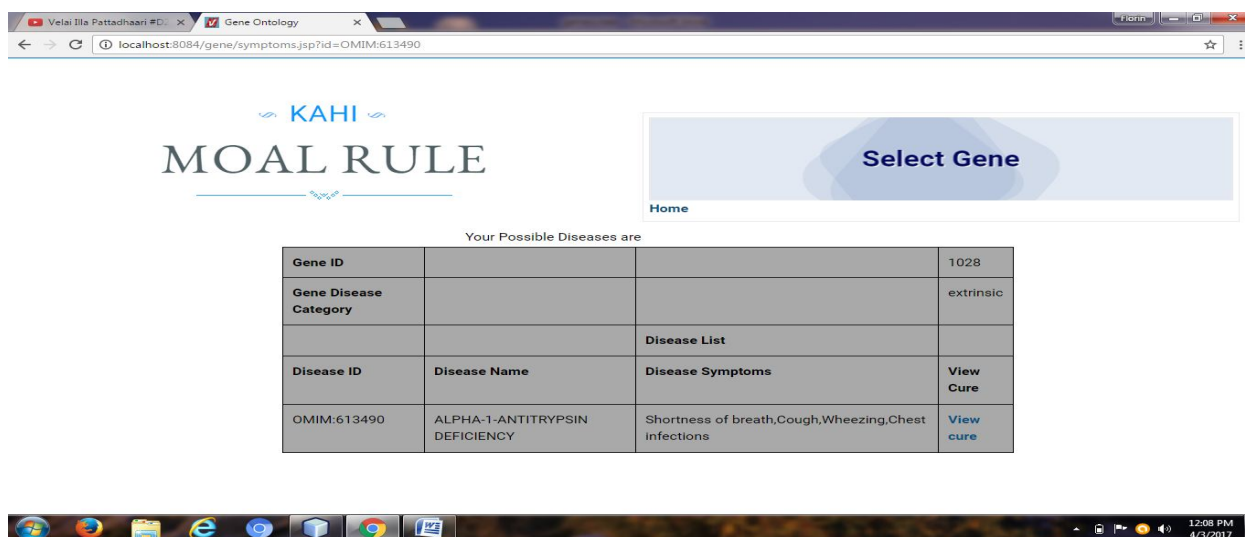 Velai Illa Pattadhaari #D
Gene Ontology
Fiorin
localhost:8084/gene/symptoms.jsp?id=OMIM:613490
KAHI
MOAL RULE
Select Gene
Home
Your Possible Diseases are
Gene ID 1028
Gene Disease Category extrinsic
Disease List
Disease ID Disease Name Disease Symptoms View Cure
OMIM:613490 ALPHA-1-ANTITRYPSIN DEFICIENCY Shortness of breath,Cough,Wheezing,Chest infections View cure
12:08 PM
4/3/2017